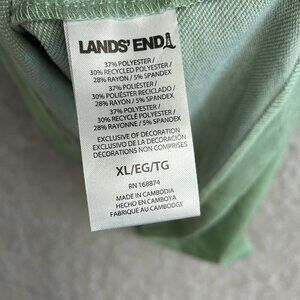 LANDS' END
37% POLYESTER /
30% RECYCLED POLYESTER /
28% RAYON / 5% SPANDEX
37% POLIÉSTER /
30% POLIÉSTER RECICLADO /
28% RAYÓN / 5% SPANDEX
37% POLYESTER /
30% RECYCLÉ POLYESTER /
28% RAYONNE / 5% SPANDEX
EXCLUSIVE OF DECORATION
EXCLUSIVO DE LA DECORACIÓN
DÉCORATIONS NON COMPRISES
XL/EG/TG
RN 168874
MADE IN CAMBODIA
HECHO EN CAMBOYA
FABRIQUÉ AU CAMBODGE